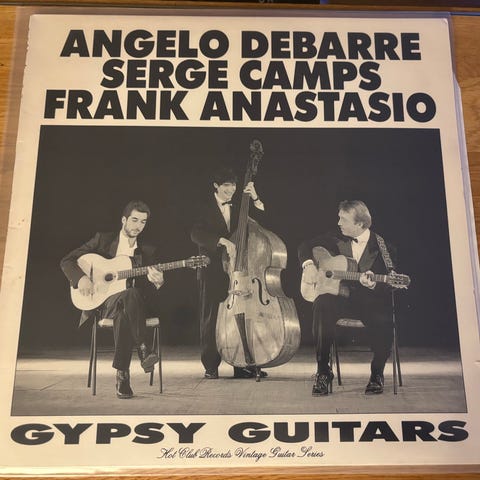 ANGELO DEBARRE
SERGE CAMPS
FRANK ANASTASIO
GYPSY GUITARS
Hot Club Records Vintage Guitar Series